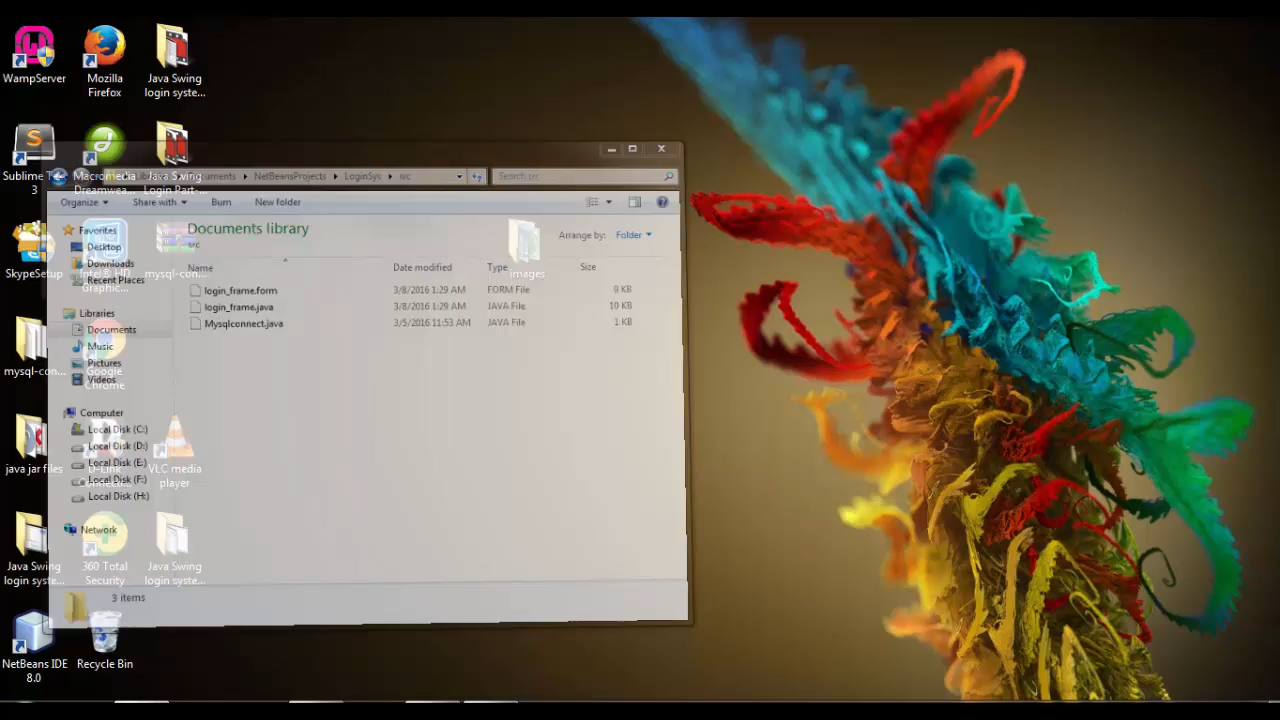 WampServer
Mozilla
Firefox
Java Swing
login syste...
Sublime T...
3
Macromedia
Dreamwea...
Java Swing
Login Part-...
SkypeSetup
Intel® HD
Graphic...
mysql-con...
images
mysql-con...
Google
Chrome
java jar files
D-Link
VLC media
player
Java Swing
login syste...
360 Total
Security
Java Swing
login syste...
NetBeans IDE
8.0
Recycle Bin
NetBeansProjects
LoginSys
src
Search src
Organize
Share with
Burn
New folder
Favorites
Desktop
Downloads
Recent Places
Libraries
Documents
Music
Pictures
Videos
Computer
Local Disk (C:)
Local Disk (D:)
Local Disk (E:)
Local Disk (F:)
Local Disk (H:)
Network
Documents library
src
Arrange by: Folder
Name Date modified Type Size
login_frame.form 3/8/2016 1:29 AM FORM File 9 KB
login_frame.java 3/8/2016 1:29 AM JAVA File 10 KB
Mysqlconnect.java 3/5/2016 11:53 AM JAVA File 1 KB
3 items